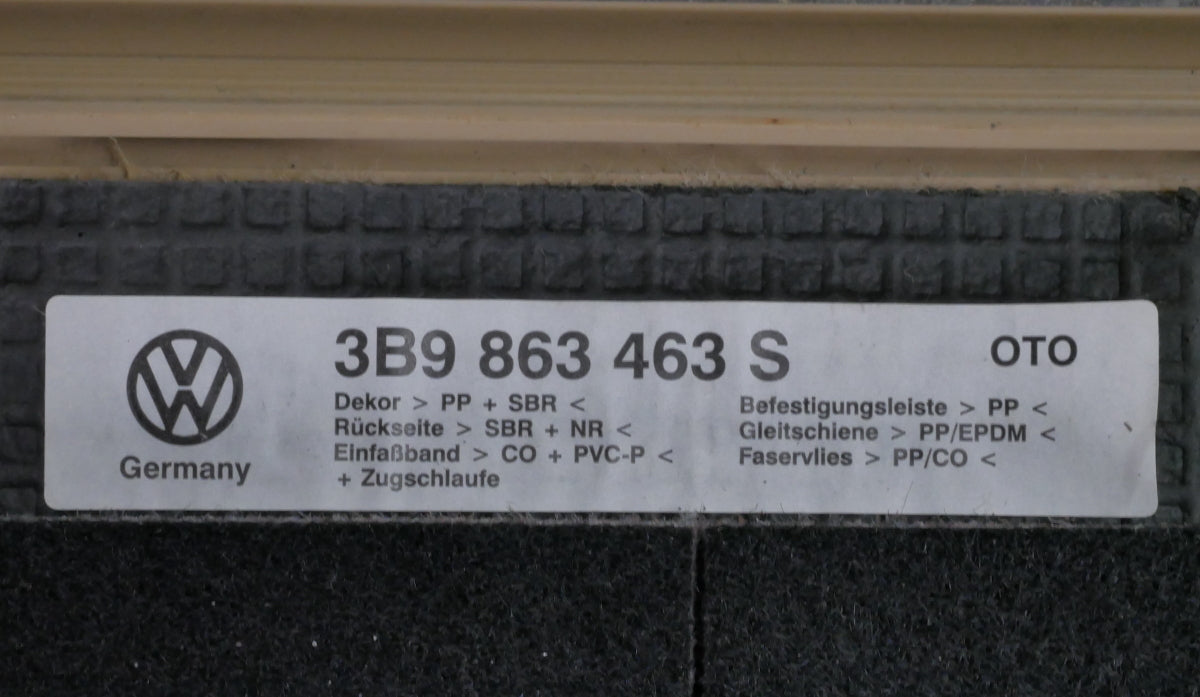 3B9 863 463 S
OTO
Dekor > PP + SBR <
Rückseite > SBR + NR <
Einfaßband > CO + PVC-P <
+ Zugschlaufe
Befestigungsleiste > PP <
Gleitschiene > PP/EPDM <
Faservlies > PP/CO <
VW
Germany